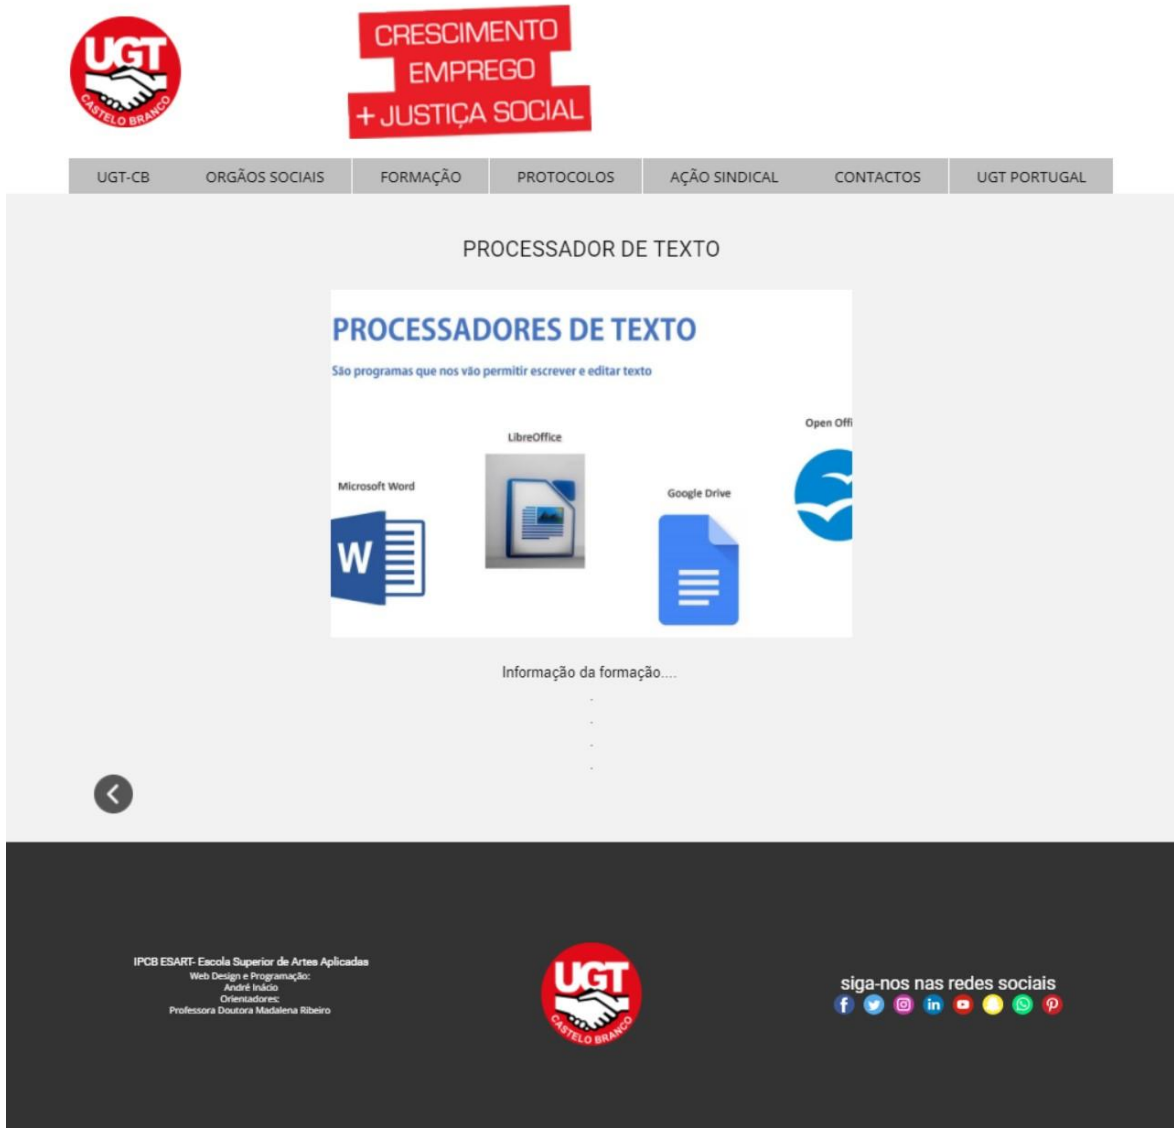 UGT
CASTELO BRANCO
CRESCIMENTO
EMPREGO
+ JUSTIÇA SOCIAL
UGT-CB ORGÃOS SOCIAIS FORMAÇÃO PROTOCOLOS AÇÃO SINDICAL CONTACTOS UGT PORTUGAL
PROCESSADOR DE TEXTO
PROCESSADORES DE TEXTO
São programas que nos vão permitir escrever e editar texto
Open Offi
LibreOffice
Microsoft Word
Google Drive
W
Informação da formação....
.
.
.
.
IPCB ESART- Escola Superior de Artes Aplicadas
Web Design e Programação:
André Inácio
Orientadores:
Professora Doutora Madalena Ribeiro
UGT
CASTELO BRANCO
siga-nos nas redes sociais